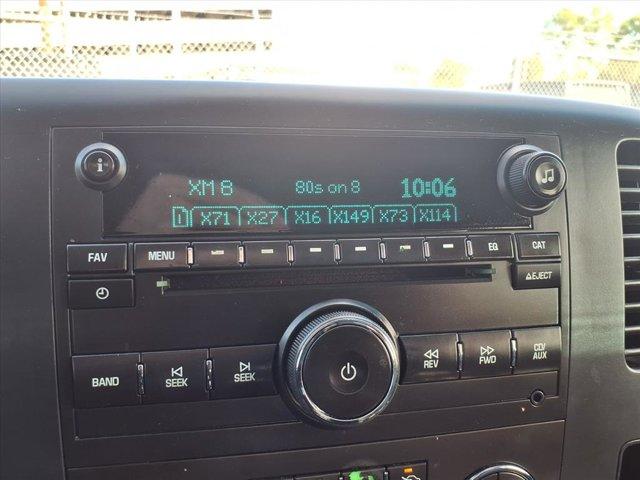 i
XM 8 80s on 8 10:06
1 X71 X27 X16 X149 X73 X114
FAV MENU EQ CAT
EJECT
BAND SEEK SEEK REV FWD CD/AUX